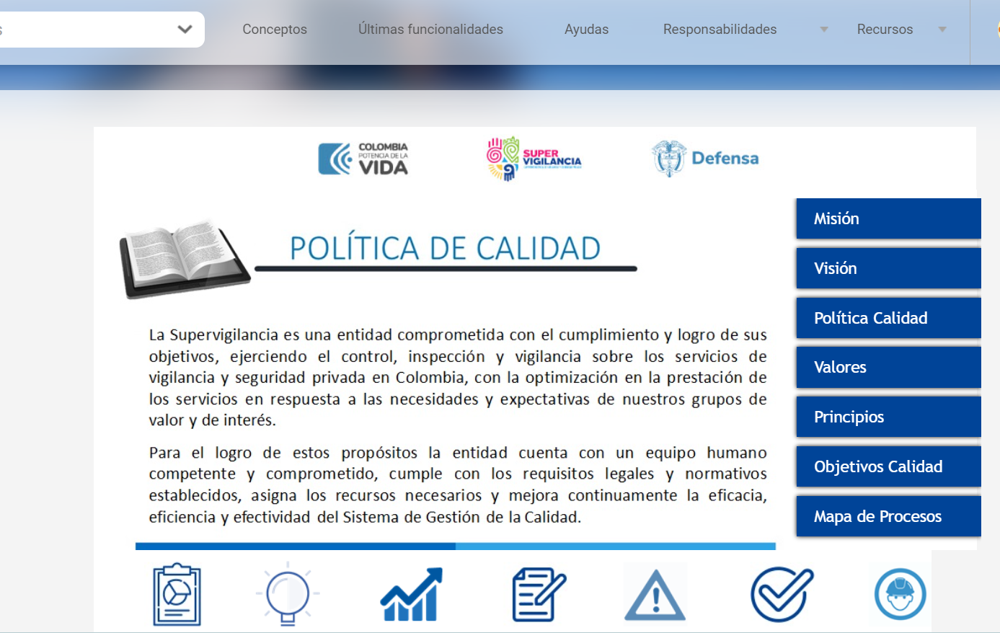 Conceptos
Últimas funcionalidades
Ayudas
Responsabilidades
Recursos
COLOMBIA
POTENCIA DE LA
VIDA
SUPER
VIGILANCIA
Defensa
POLÍTICA DE CALIDAD
La Supervigilancia es una entidad comprometida con el cumplimiento y logro de sus
objetivos, ejerciendo el control, inspección y vigilancia sobre los servicios de
vigilancia y seguridad privada en Colombia, con la optimización en la prestación de
los servicios en respuesta a las necesidades y expectativas de nuestros grupos de
valor y de interés.
Para el logro de estos propósitos la entidad cuenta con un equipo humano
competente y comprometido, cumple con los requisitos legales y normativos
establecidos, asigna los recursos necesarios y mejora continuamente la eficacia,
eficiencia y efectividad del Sistema de Gestión de la Calidad.
Misión
Visión
Política Calidad
Valores
Principios
Objetivos Calidad
Mapa de Procesos